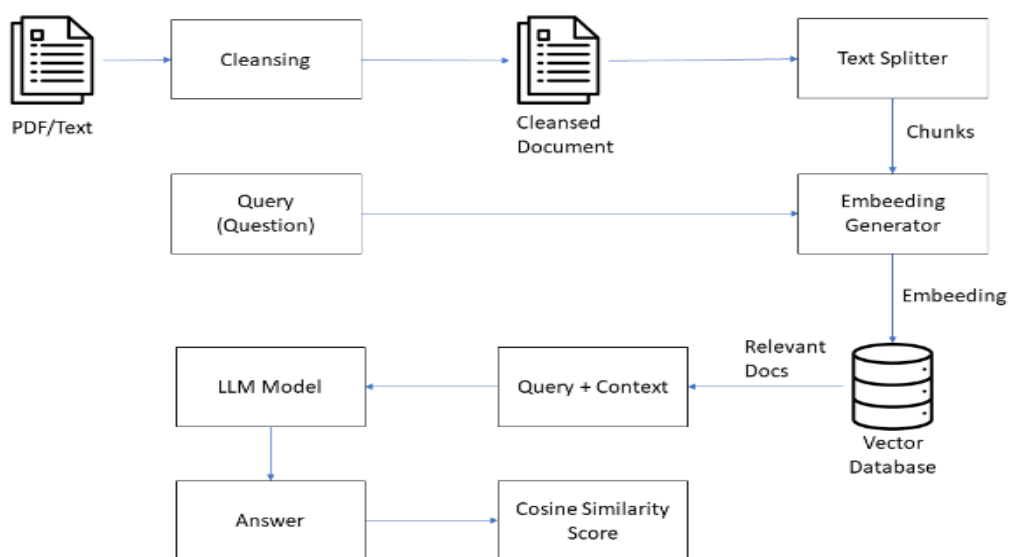 Cleansing
Text Splitter
PDF/Text
Cleansed
Document
Chunks
Query
(Question)
Embeeding
Generator
Embeeding
Relevant
Docs
LLM Model
Query + Context
Vector
Database
Answer
Cosine Similarity
Score